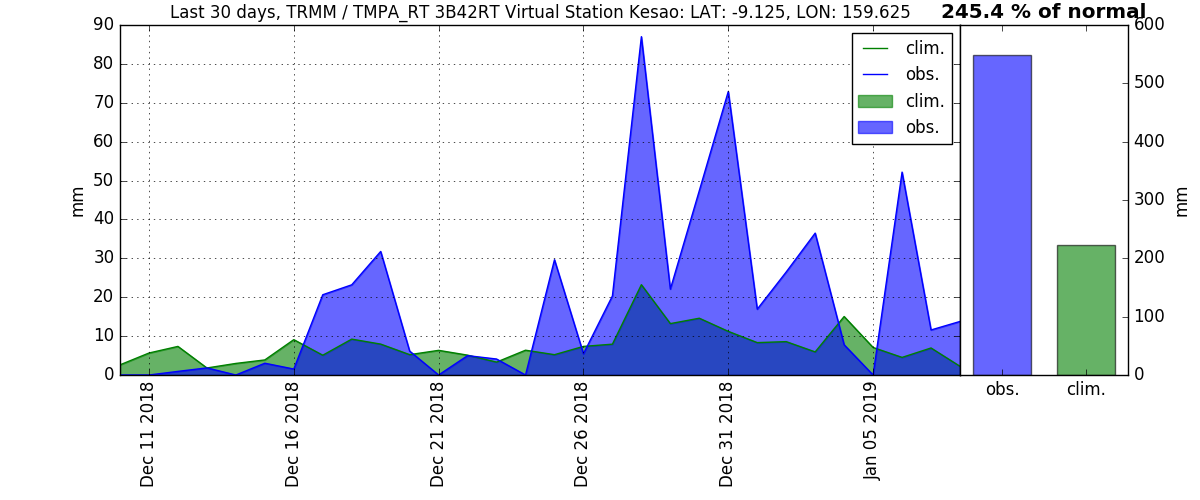 Last 30 days, TRMM / TMPA_RT 3B42RT Virtual Station Kesao: LAT: -9.125, LON: 159.625
245.4 % of normal
90
80
70
60
50
40
30
20
10
0
mm
clim.
obs.
clim.
obs.
600
500
400
300
200
100
0
mm
obs.
clim.
Dec 11 2018
Dec 16 2018
Dec 21 2018
Dec 26 2018
Dec 31 2018
Jan 05 2019